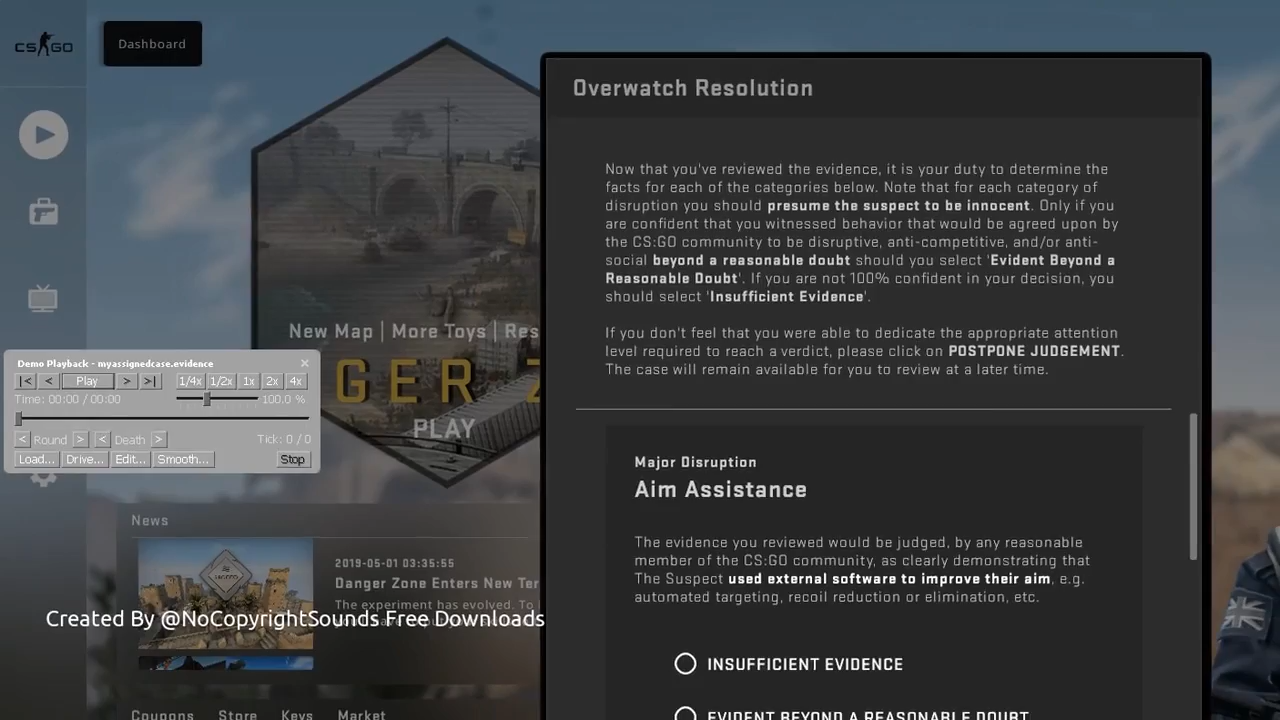 CS GO
Dashboard
Overwatch Resolution
Now that you've reviewed the evidence, it is your duty to determine the
facts for each of the categories below. Note that for each category of
disruption you should presume the suspect to be innocent. Only if you
are confident that you witnessed behavior that would be agreed upon by
the CS:GO community to be disruptive, anti-competitive, and/or anti-
social beyond a reasonable doubt should you select 'Evident Beyond a
Reasonable Doubt'. If you are not 100% confident in your decision, you
should select 'Insufficient Evidence'.
If you don't feel that you were able to dedicate the appropriate attention
level required to reach a verdict, please click on POSTPONE JUDGEMENT.
The case will remain available for you to review at a later time.
Major Disruption
Aim Assistance
The evidence you reviewed would be judged, by any reasonable
member of the CS:GO community, as clearly demonstrating that
The Suspect used external software to improve their aim, e.g.
automated targeting, recoil reduction or elimination, etc.
INSUFFICIENT EVIDENCE
EVIDENT BEYOND A REASONABLE DOUBT
New Map | More Toys | Res
GER Z
PLAY
Demo Playback - myassignedcase.evidence
|< < Play > >| 1/4x 1/2x 1x 2x 4x
Time: 00:00 / 00:00 100.0 %
< Round > < Death > Tick: 0 / 0
Load... Drive... Edit... Smooth... Stop
News
2019-05-01 03:35:55
Danger Zone Enters New Ter
The experiment has evolved. To
Created By @NoCopyrightSounds Free Downloads
Coupons Store Keys Market